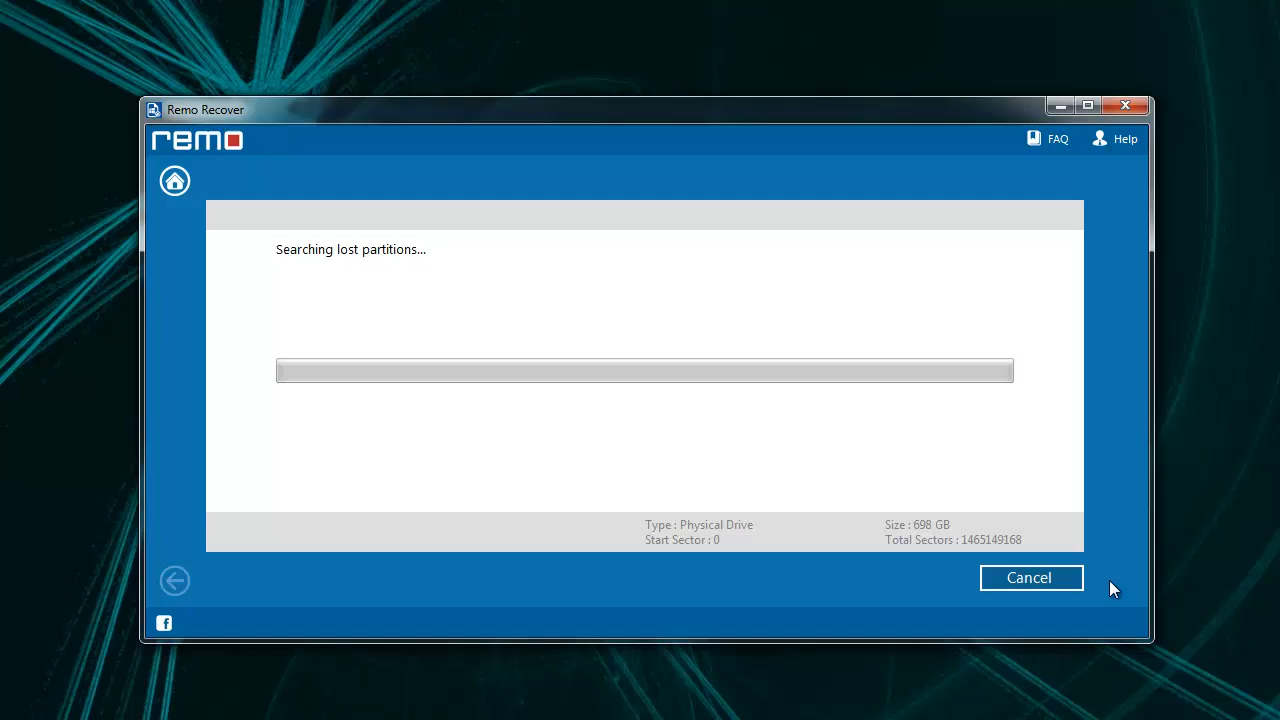 Remo Recover
remo
FAQ
Help
Searching lost partitions...
Type : Physical Drive
Size : 698 GB
Start Sector : 0
Total Sectors : 1465149168
Cancel
f